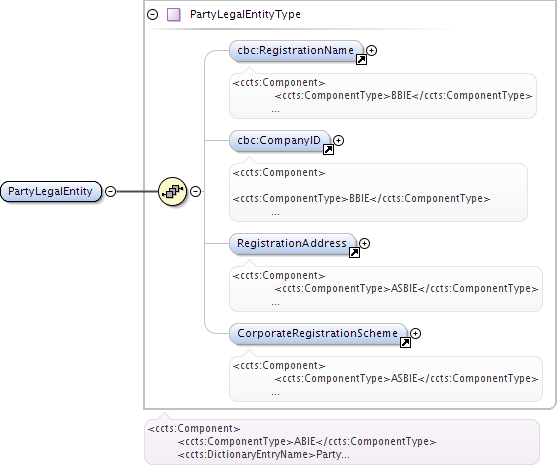 PartyLegalEntityType
cbc:RegistrationName
<ccts:Component>
<ccts:ComponentType>BBIE</ccts:ComponentType>
...
cbc:CompanyID
<ccts:Component>
<ccts:ComponentType>BBIE</ccts:ComponentType>
...
PartyLegalEntity
RegistrationAddress
<ccts:Component>
<ccts:ComponentType>ASBIE</ccts:ComponentType>
...
CorporateRegistrationScheme
<ccts:Component>
<ccts:ComponentType>ASBIE</ccts:ComponentType>
...
<ccts:Component>
<ccts:ComponentType>ABIE</ccts:ComponentType>
<ccts:DictionaryEntryName>Party...